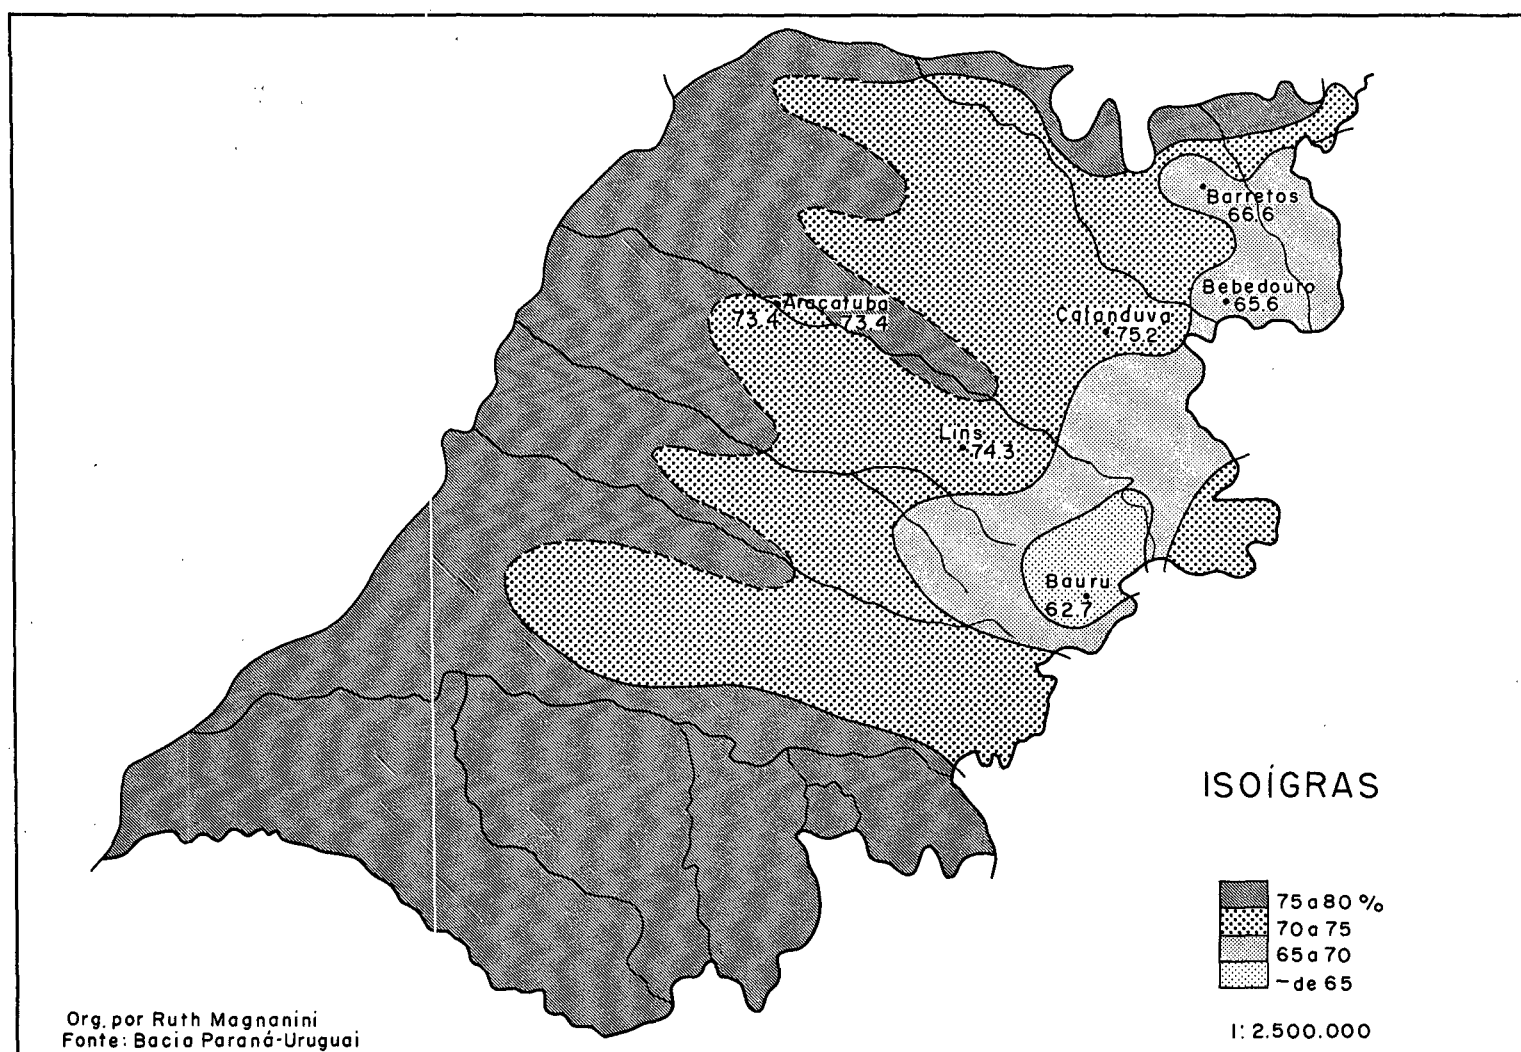 Barretos
66.6
Bebedouro
65.6
Araçatuba
73.4 73.4
Catanduva
75.2
Lins
74.3
Bauru
62.7
ISOÍGRAS
75 a 80 %
70 a 75
65 a 70
- de 65
1: 2.500.000
Org. por Ruth Magnanini
Fonte: Bacia Paraná-Uruguai